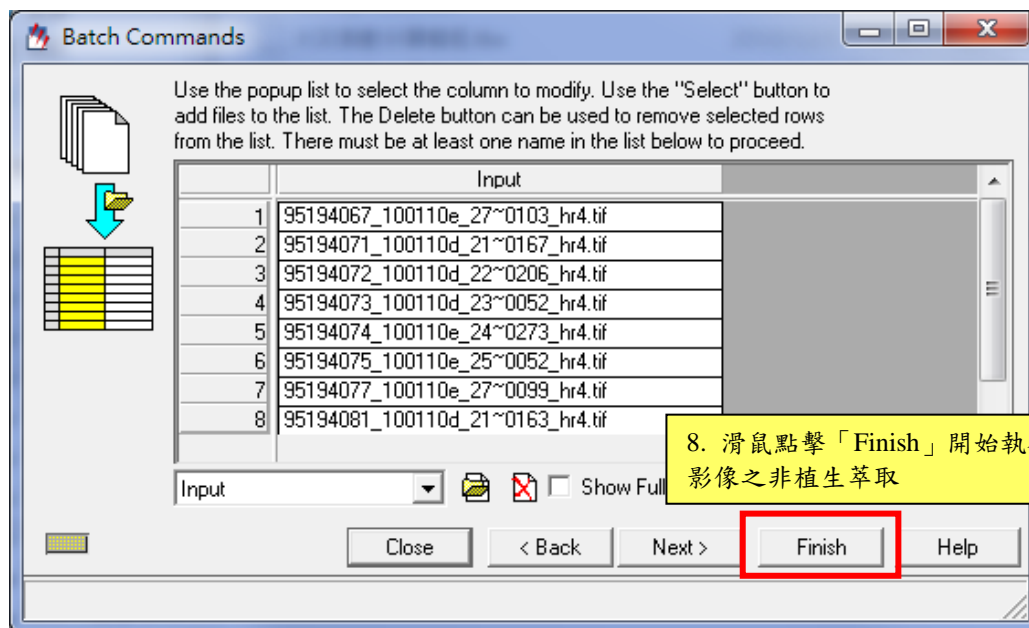 Batch Commands
Use the popup list to select the column to modify. Use the "Select" button to
add files to the list. The Delete button can be used to remove selected rows
from the list. There must be at least one name in the list below to proceed.
Input
1 95194067_100110e_27~0103_hr4.tif
2 95194071_100110d_21~0167_hr4.tif
3 95194072_100110d_22~0206_hr4.tif
4 95194073_100110d_23~0052_hr4.tif
5 95194074_100110e_24~0273_hr4.tif
6 95194075_100110e_25~0052_hr4.tif
7 95194077_100110e_27~0099_hr4.tif
8 95194081_100110d_21~0163_hr4.tif
8. 滑鼠點擊「Finish」開始執
影像之非植生萃取
Input Show Full
Close < Back Next > Finish Help